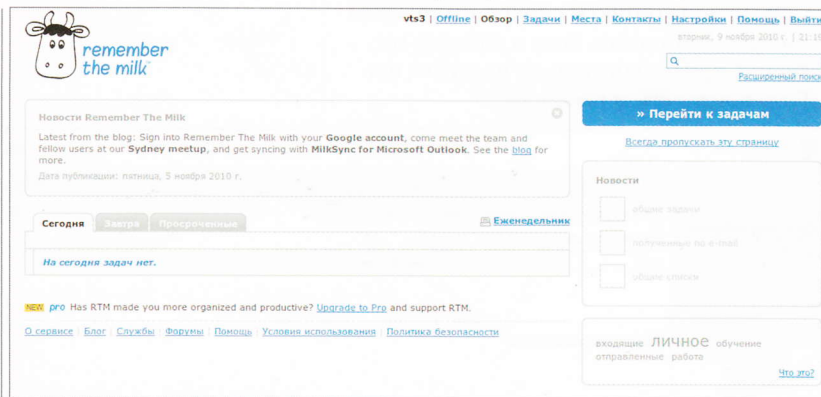 vts3 | Offline | Обзор | Задачи | Места | Контакты | Настройки | Помощь | Выйти
вторник, 9 ноября 2010 г. | 21:19
remember
the milk
Расширенный поиск
Новости Remember The Milk
Latest from the blog: Sign into Remember The Milk with your Google account, come meet the team and
fellow users at our Sydney meetup, and get syncing with MilkSync for Microsoft Outlook. See the blog for
more.
Дата публикации: пятница, 5 ноября 2010 г.
» Перейти к задачам
Всегда пропускать эту страницу
Новости
общие задачи
полученные по e-mail
общие списки
Сегодня Завтра Просроченные
Еженедельник
На сегодня задач нет.
NEW pro Has RTM made you more organized and productive? Upgrade to Pro and support RTM.
О сервисе | Блог | Службы | Форумы | Помощь | Условия использования | Политика безопасности
входящие личное обучение
отправленные работа
Что это?